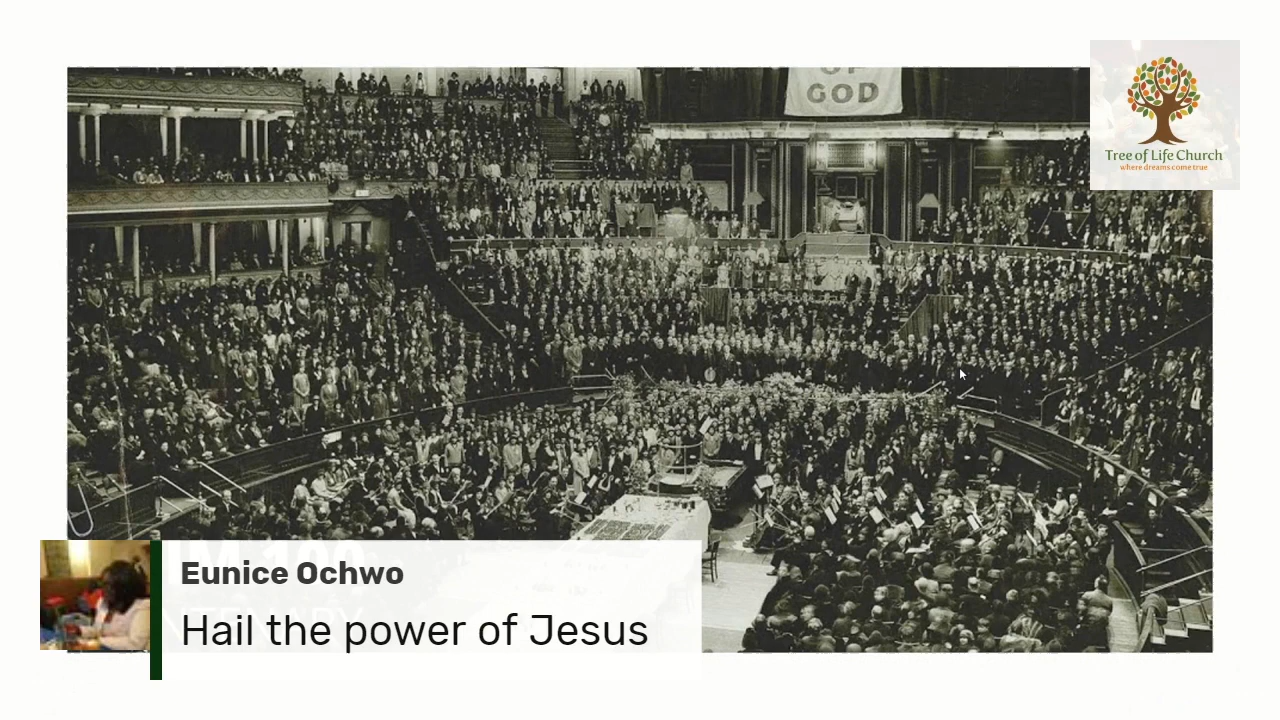 GOD
Tree of Life Church
where dreams come true
Eunice Ochwo
Hail the power of Jesus